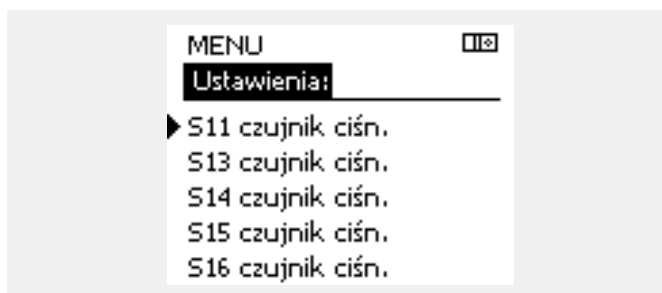 MENU
Ustawienia:
S11 czujnik ciśn.
S13 czujnik ciśn.
S14 czujnik ciśn.
S15 czujnik ciśn.
S16 czujnik ciśn.